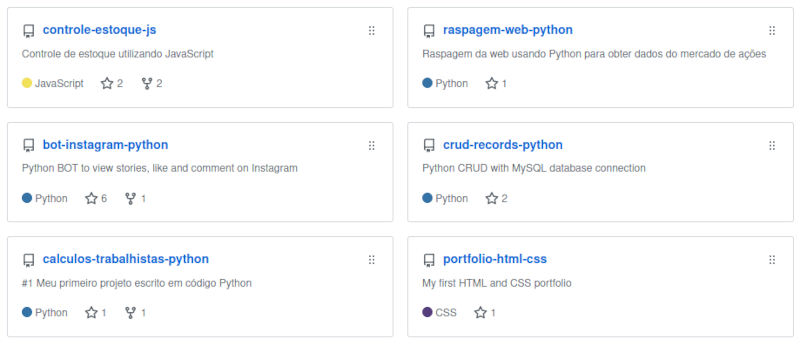 controle-estoque-js
Controle de estoque utilizando JavaScript
JavaScript 2 2
raspagem-web-python
Raspagem da web usando Python para obter dados do mercado de ações
Python 1
bot-instagram-python
Python BOT to view stories, like and comment on Instagram
Python 6 1
crud-records-python
Python CRUD with MySQL database connection
Python 2
calculos-trabalhistas-python
#1 Meu primeiro projeto escrito em código Python
Python 1 1
portfolio-html-css
My first HTML and CSS portfolio
CSS 1